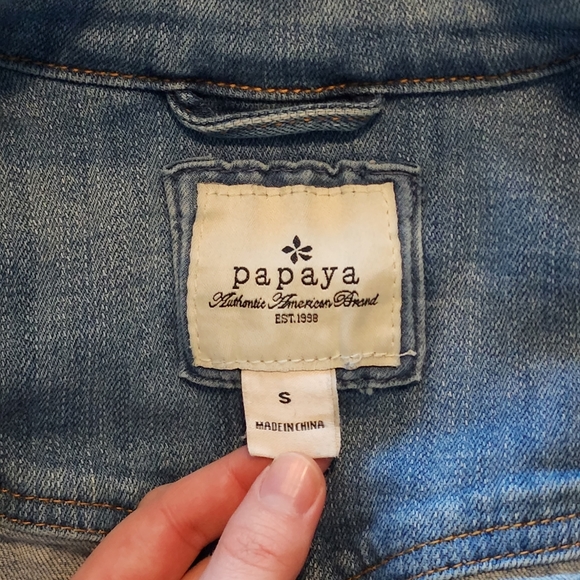 papaya
Authentic American Brand
EST.1998
S
MADE IN CHINA